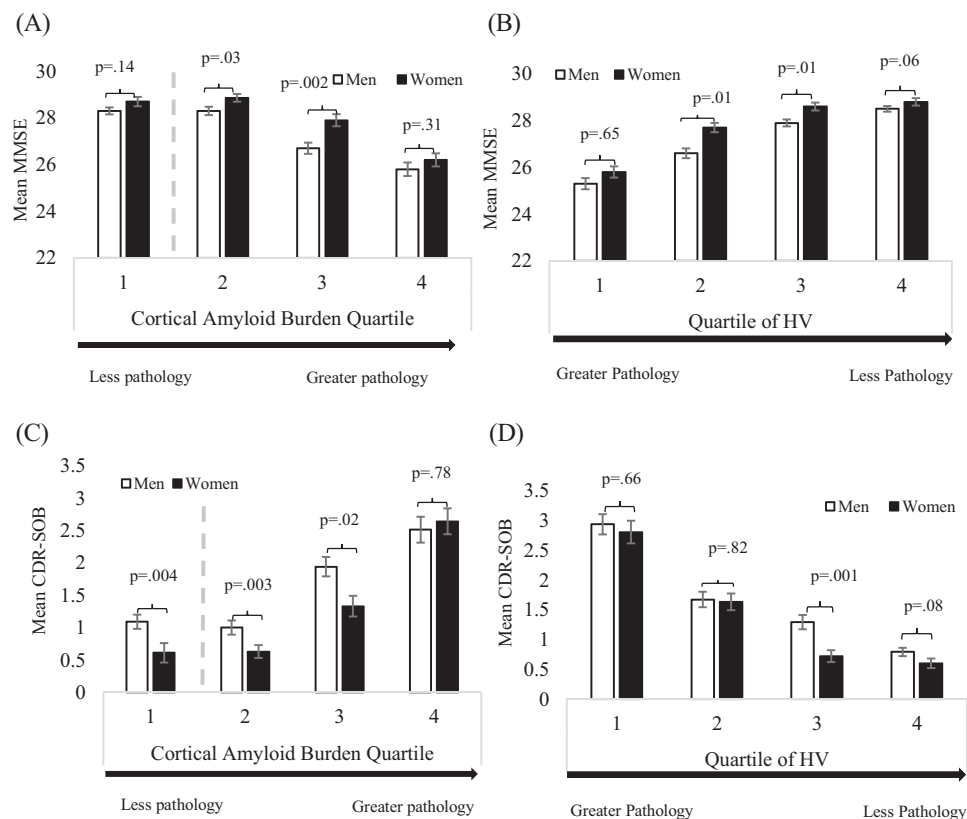 (A)
Mean MMSE
30
28
26
24
22
Men
Women
p=.14
p=.03
p=.002
p=.31
1
2
3
4
Cortical Amyloid Burden Quartile
Less pathology
Greater pathology
(B)
Mean MMSE
30
28
26
24
22
Men
Women
p=.65
p=.01
p=.01
p=.06
1
2
3
4
Quartile of HV
Greater Pathology
Less Pathology
(C)
Mean CDR-SOB
3.5
3
2.5
2
1.5
1
0.5
0
Men
Women
p=.004
p=.003
p=.02
p=.78
1
2
3
4
Cortical Amyloid Burden Quartile
Less pathology
Greater pathology
(D)
Mean CDR-SOB
3.5
3
2.5
2
1.5
1
0.5
0
Men
Women
p=.66
p=.82
p=.001
p=.08
1
2
3
4
Quartile of HV
Greater Pathology
Less Pathology